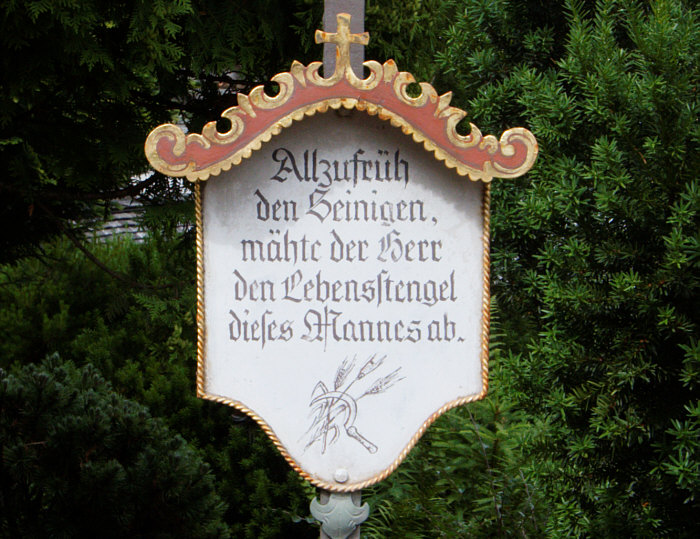 Allzufrüh
den Seinigen,
mähte der Herr
den Lebensstengel
dieses Mannes ab.